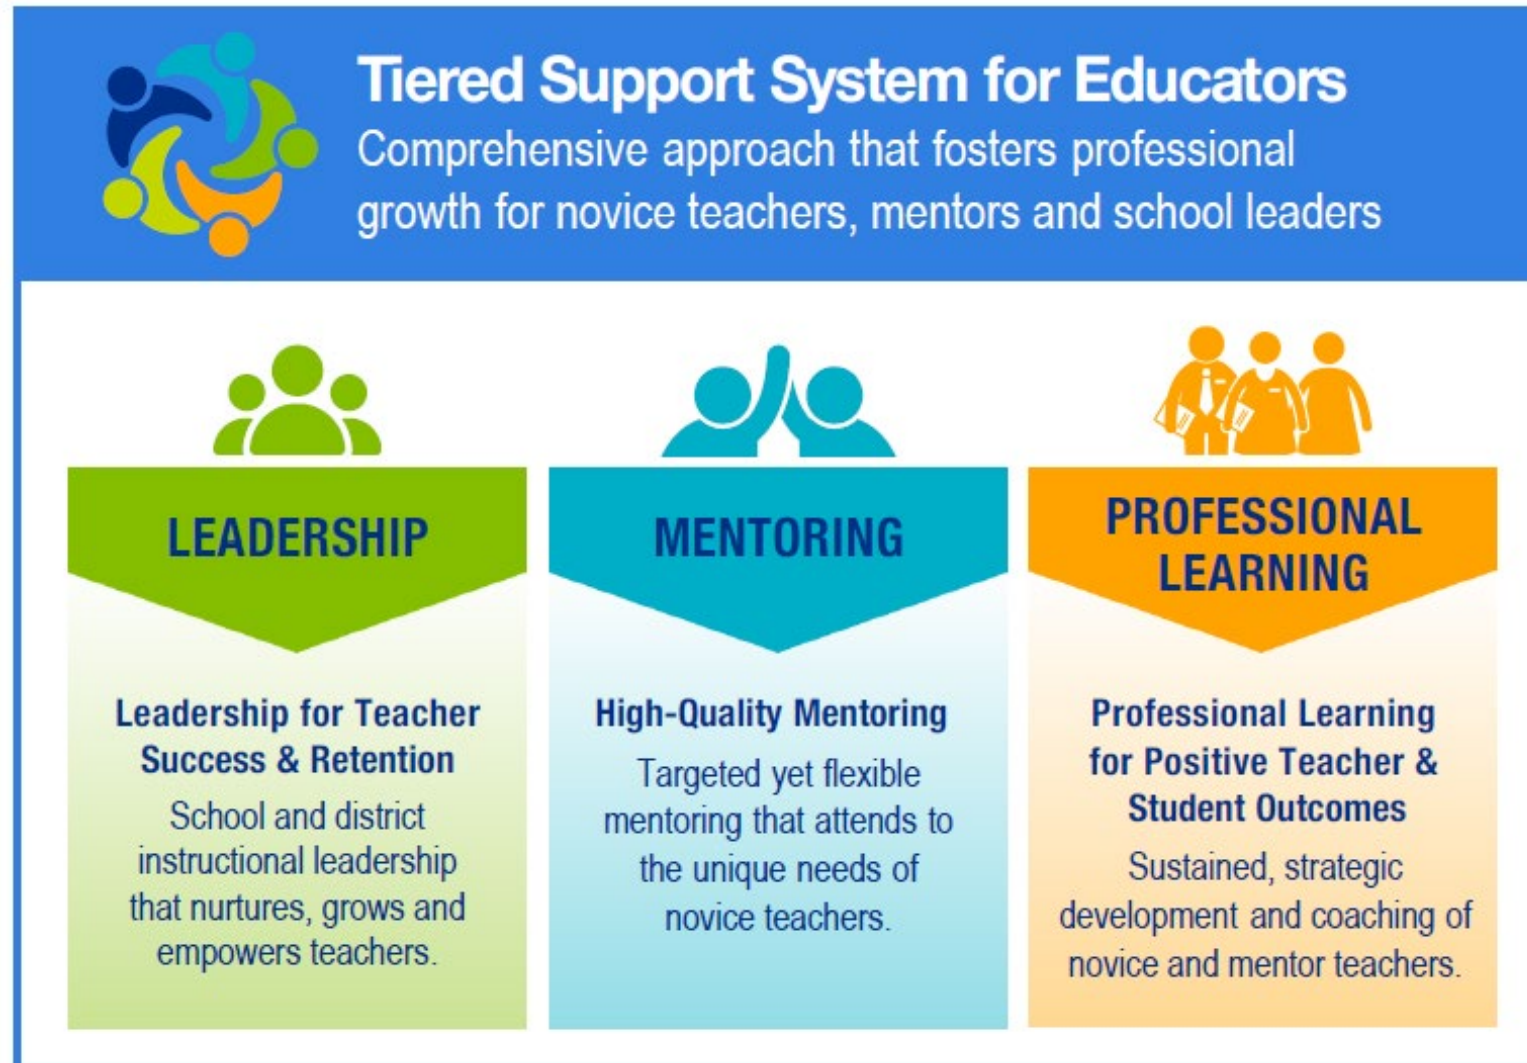 Tiered Support System for Educators
Comprehensive approach that fosters professional
growth for novice teachers, mentors and school leaders
LEADERSHIP
Leadership for Teacher
Success & Retention
School and district
instructional leadership
that nurtures, grows and
empowers teachers.
MENTORING
High-Quality Mentoring
Targeted yet flexible
mentoring that attends to
the unique needs of
novice teachers.
PROFESSIONAL
LEARNING
Professional Learning
for Positive Teacher &
Student Outcomes
Sustained, strategic
development and coaching of
novice and mentor teachers.